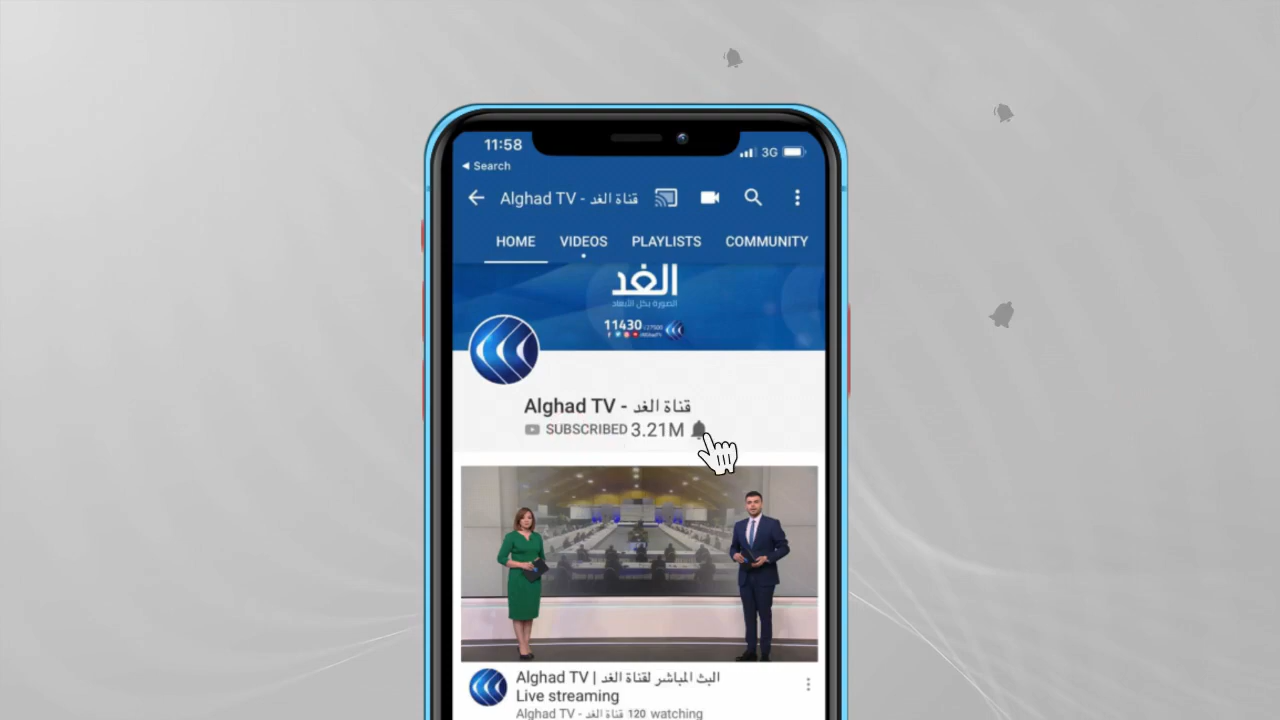 11:58
3G
Search
Alghad TV - قناة الغد
HOME VIDEOS PLAYLISTS COMMUNITY
الغد
الصورة بكل الأبعاد
11430 | 27500
Alghad TV - قناة الغد
SUBSCRIBED 3.21M
Alghad TV | البث المباشر لقناة الغد
Live streaming
Alghad TV - قناة الغد 120 watching